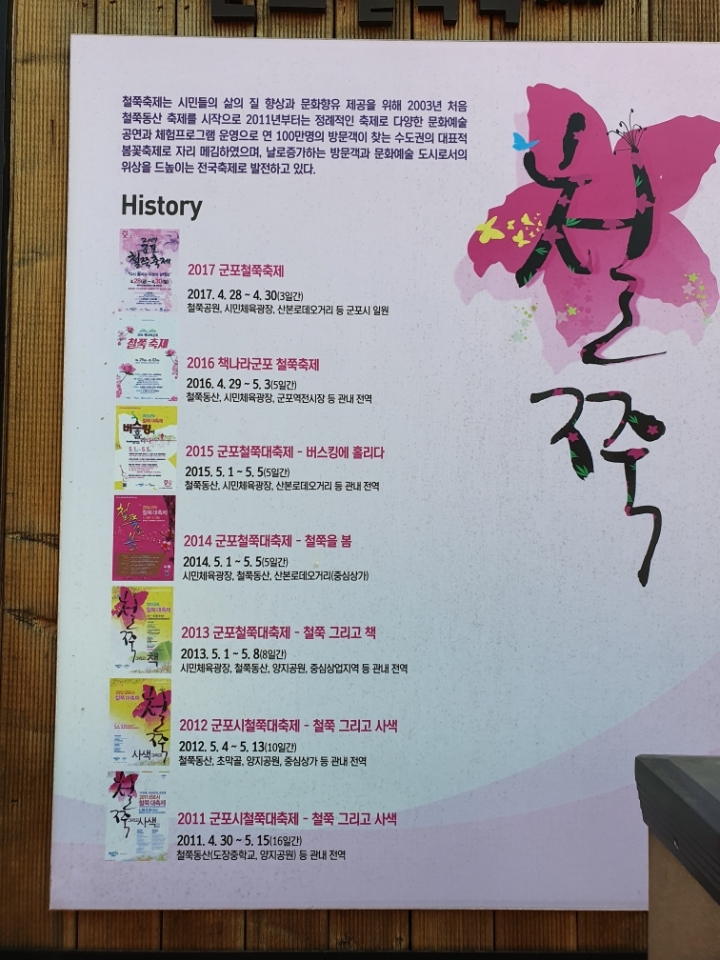 철쭉축제는 시민들의 삶의 질 향상과 문화향유 제공을 위해 2003년 처음
철쭉동산 축제를 시작으로 2011년부터는 정례적인 축제로 다양한 문화예술
공연과 체험프로그램 운영으로 연 100만명의 방문객이 찾는 수도권의 대표적
봄꽃축제로 자리 메김하였으며, 날로증가하는 방문객과 문화예술 도시로서의
위상을 드높이는 전국축제로 발전하고 있다.
History
2017 군포철쭉축제
2017. 4. 28 ~ 4. 30(3일간)
철쭉공원, 시민체육광장, 산본로데오거리 등 군포시 일원
2016 책나라군포 철쭉축제
2016. 4. 29 ~ 5. 3(5일간)
철쭉동산, 시민체육광장, 군포역전시장 등 관내 전역
2015 군포철쭉대축제 - 버스킹에 홀리다
2015. 5. 1 ~ 5. 5(5일간)
철쭉동산, 시민체육광장, 산본로데오거리 등 관내 전역
2014 군포철쭉대축제 - 철쭉을 봄
2014. 5. 1 ~ 5. 5(5일간)
시민체육광장, 철쭉동산, 산본로데오거리(중심상가)
2013 군포철쭉대축제 - 철쭉 그리고 책
2013. 5. 1 ~ 5. 8(8일간)
시민체육광장, 철쭉동산, 양지공원, 중심상업지역 등 관내 전역
2012 군포시철쭉대축제 - 철쭉 그리고 사색
2012. 5. 4 ~ 5. 13(10일간)
철쭉동산, 초막골, 양지공원, 중심상가 등 관내 전역
2011 군포시철쭉대축제 - 철쭉 그리고 사색
2011. 4. 30 ~ 5. 15(16일간)
철쭉동산(도장중학교, 양지공원) 등 관내 전역
철
쭉